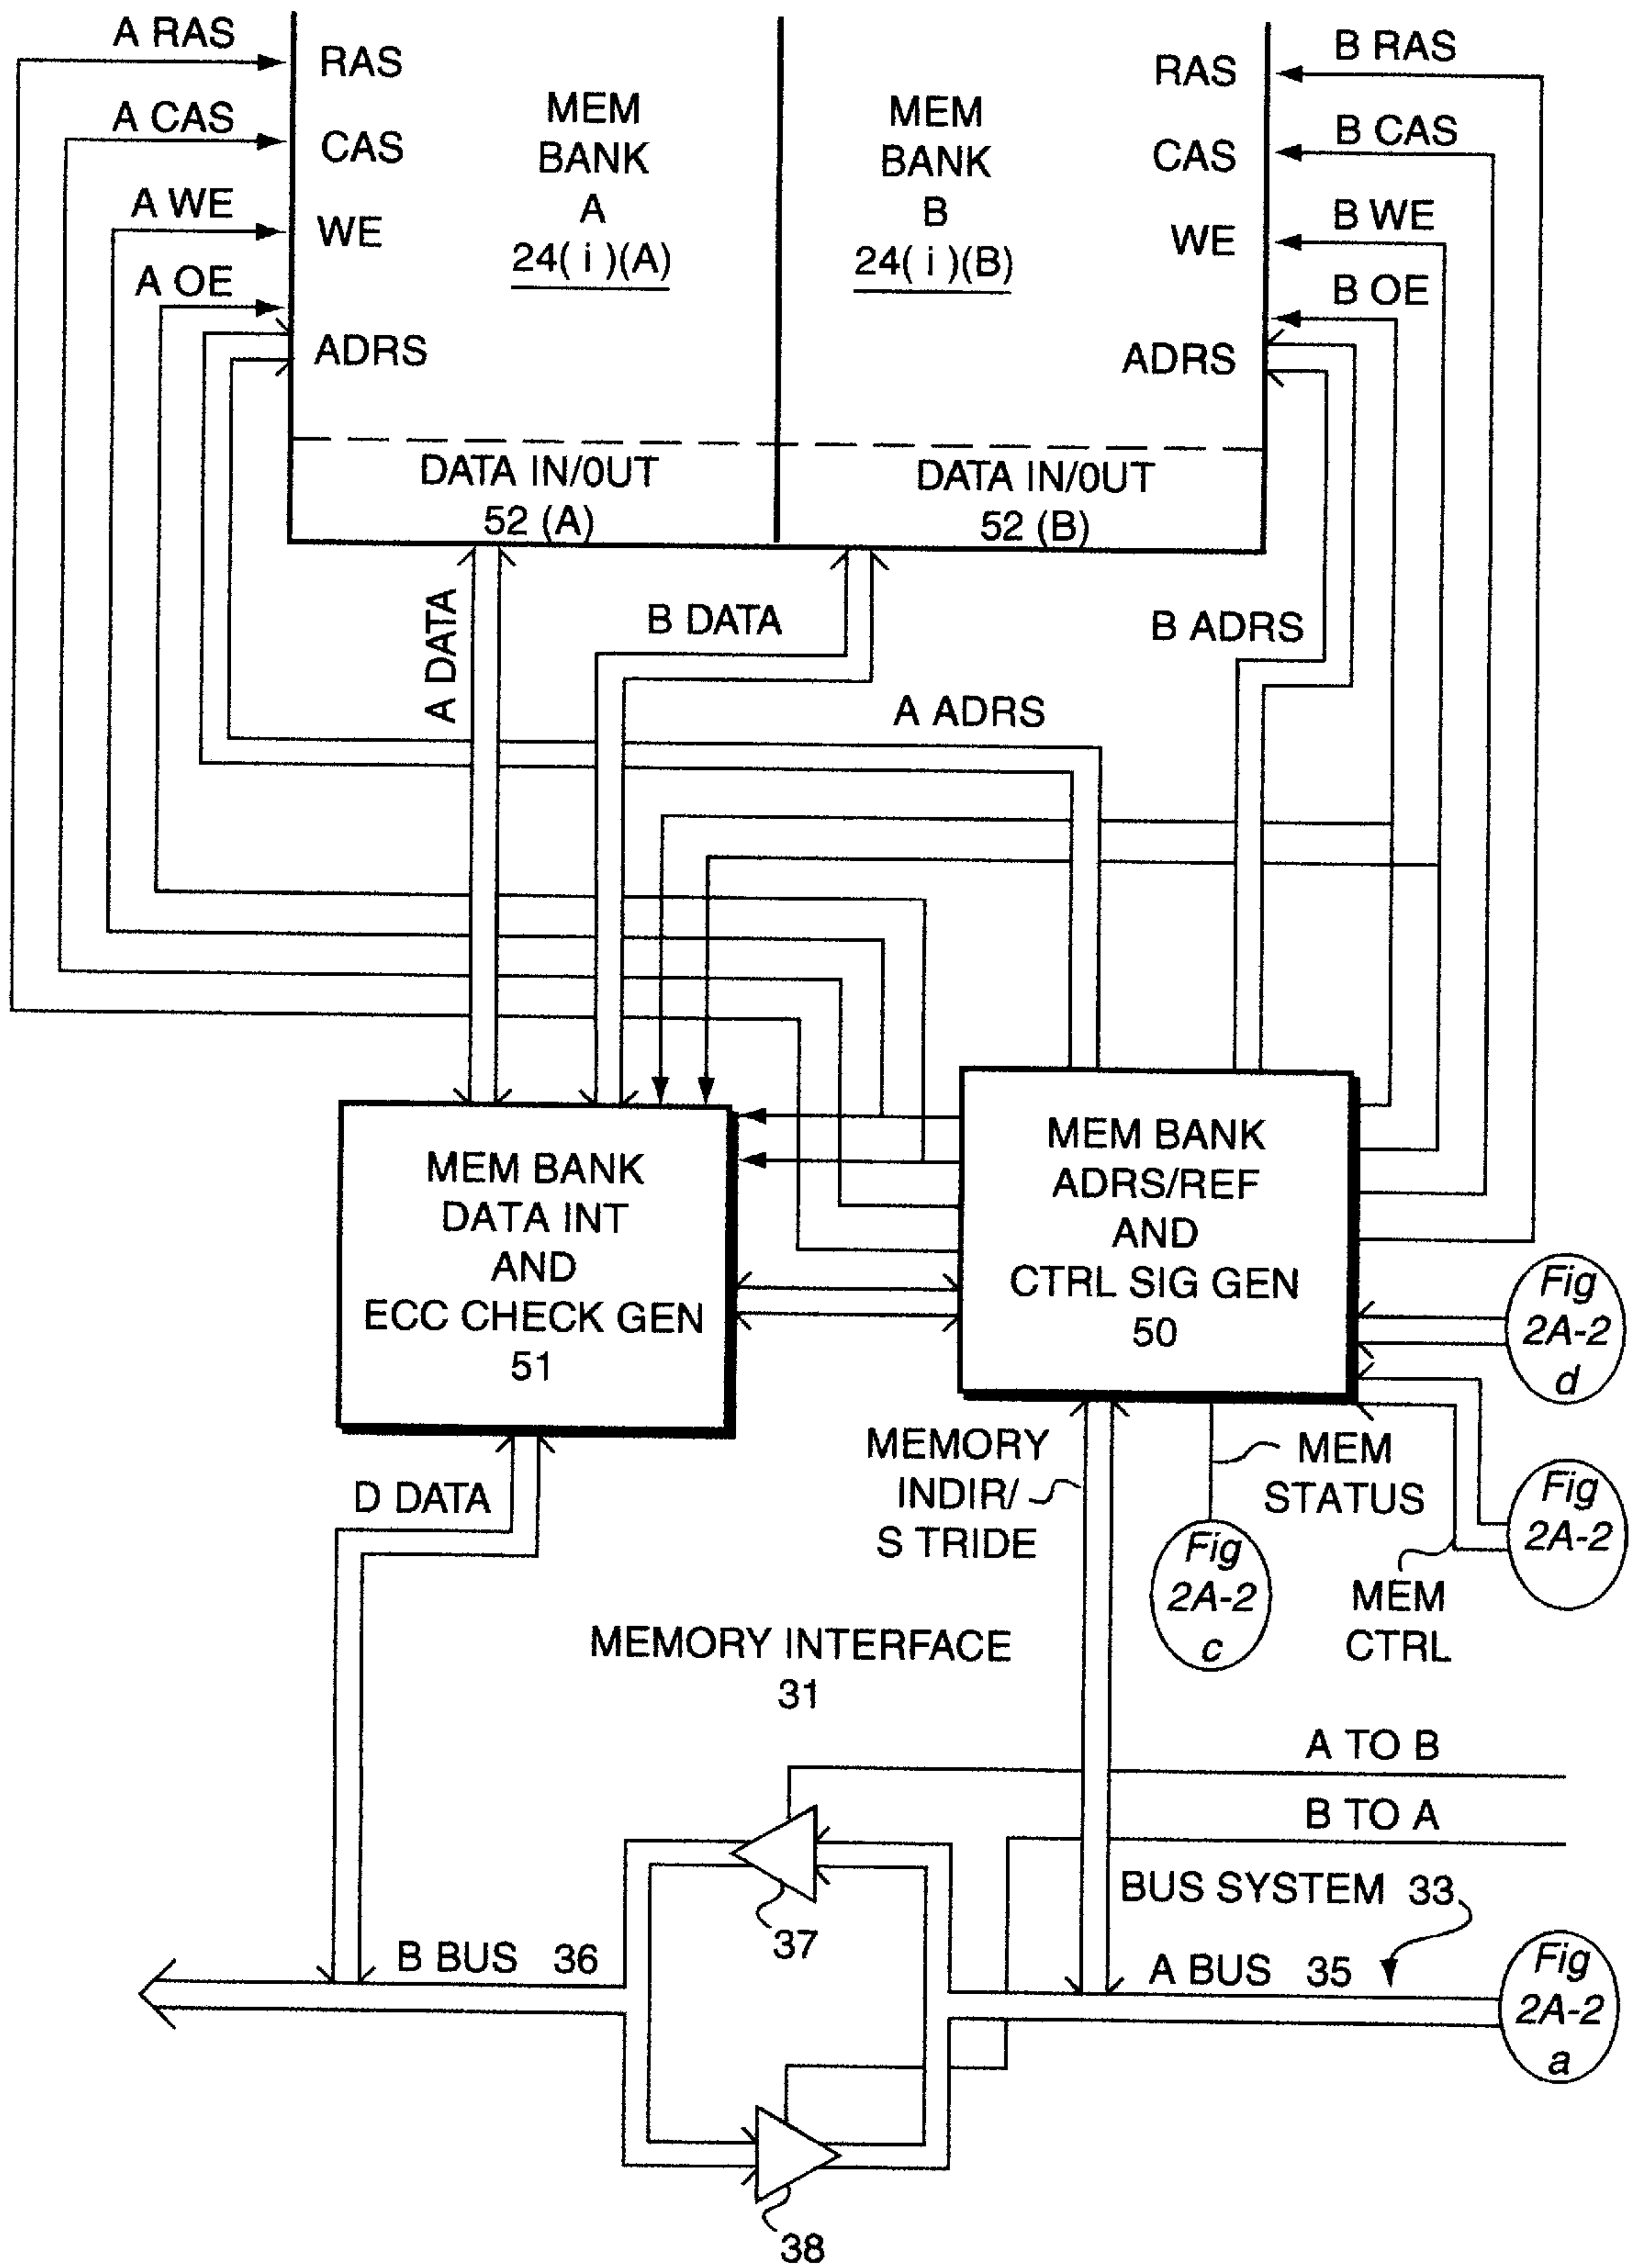 A RAS
RAS
A CAS
CAS
A WE
WE
A OE
ADRS
MEM
BANK
A
24( i )(A)
MEM
BANK
B
24( i )(B)
RAS
B RAS
CAS
B CAS
WE
B WE
B OE
ADRS
DATA IN/0UT
52 (A)
DATA IN/0UT
52 (B)
A DATA
B DATA
B ADRS
A ADRS
MEM BANK
DATA INT
AND
ECC CHECK GEN
51
MEM BANK
ADRS/REF
AND
CTRL SIG GEN
50
Fig
2A-2
d
D DATA
MEMORY
INDIR/
S TRIDE
MEM
STATUS
Fig
2A-2
Fig
2A-2
c
MEM
CTRL
MEMORY INTERFACE
31
A TO B
B TO A
37
BUS SYSTEM 33
B BUS 36
A BUS 35
Fig
2A-2
a
38